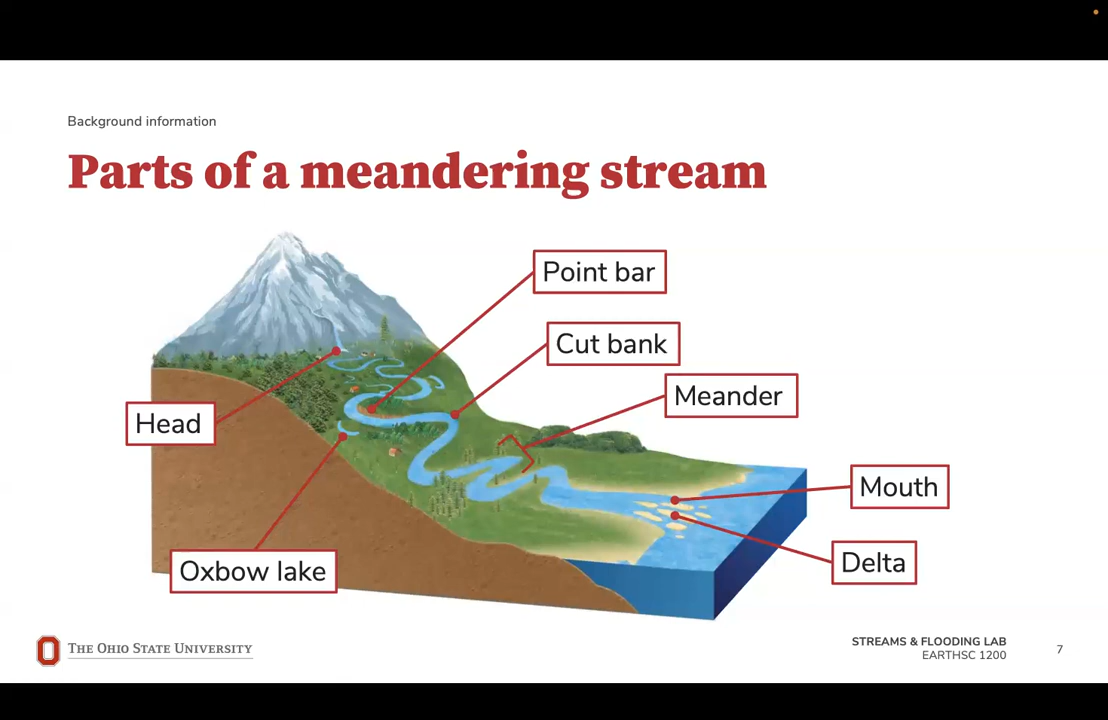 Background information
Parts of a meandering stream
Point bar
Cut bank
Meander
Head
Mouth
Delta
Oxbow lake
THE OHIO STATE UNIVERSITY
STREAMS & FLOODING LAB
EARTHSC 1200
7